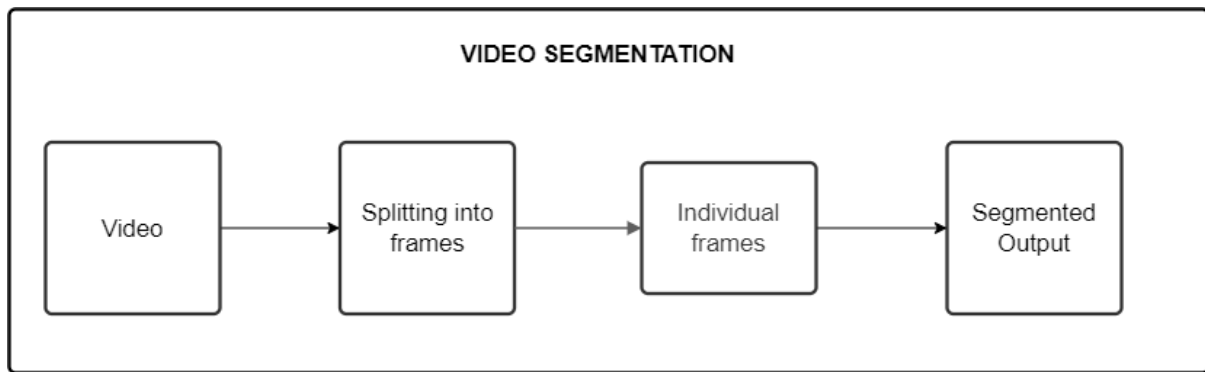 VIDEO SEGMENTATION
Video
Splitting into
frames
Individual
frames
Segmented
Output